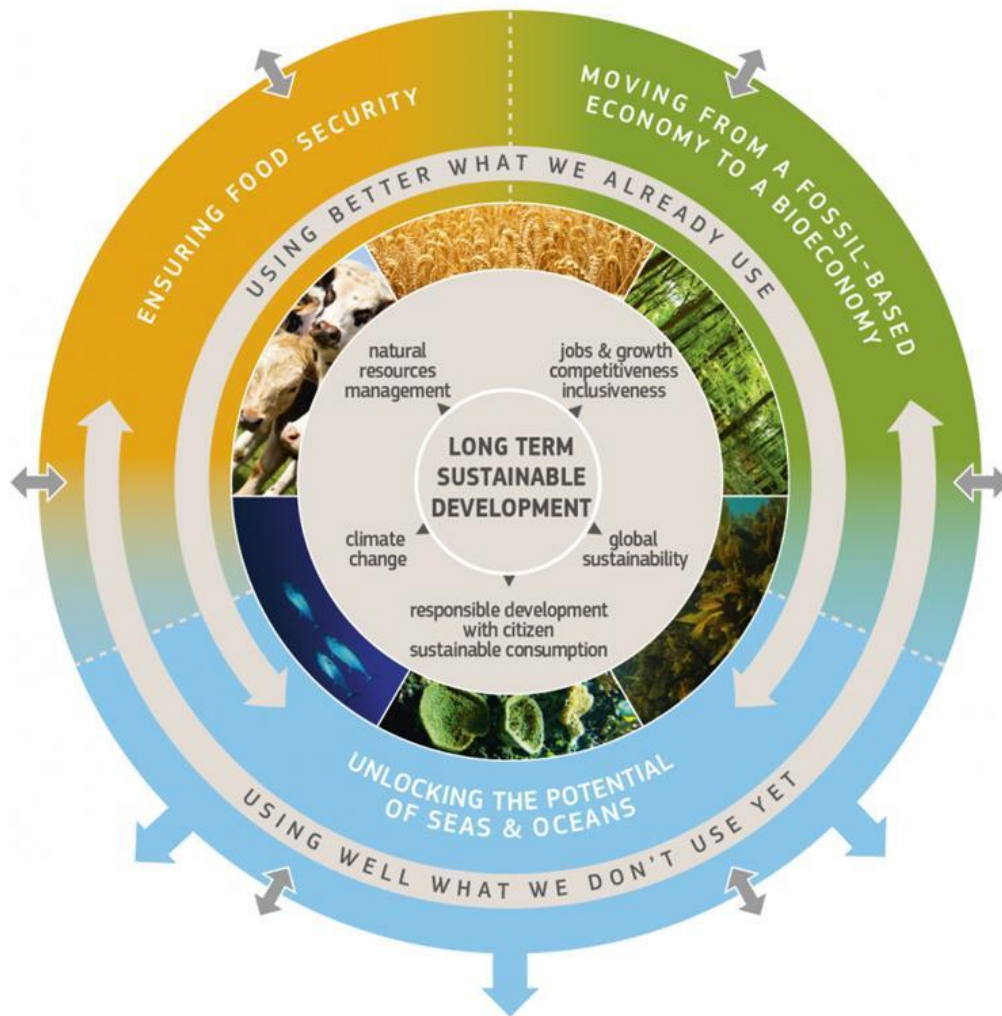 ENSURING FOOD SECURITY
MOVING FROM A FOSSIL-BASED
ECONOMY TO A BIOECONOMY
USING BETTER WHAT WE ALREADY USE
natural
resources
management
jobs & growth
competitiveness
inclusiveness
LONG TERM
SUSTAINABLE
DEVELOPMENT
climate
change
global
sustainability
responsible development
with citizen
sustainable consumption
UNLOCKING THE POTENTIAL
OF SEAS & OCEANS
USING WELL WHAT WE DON'T USE YET